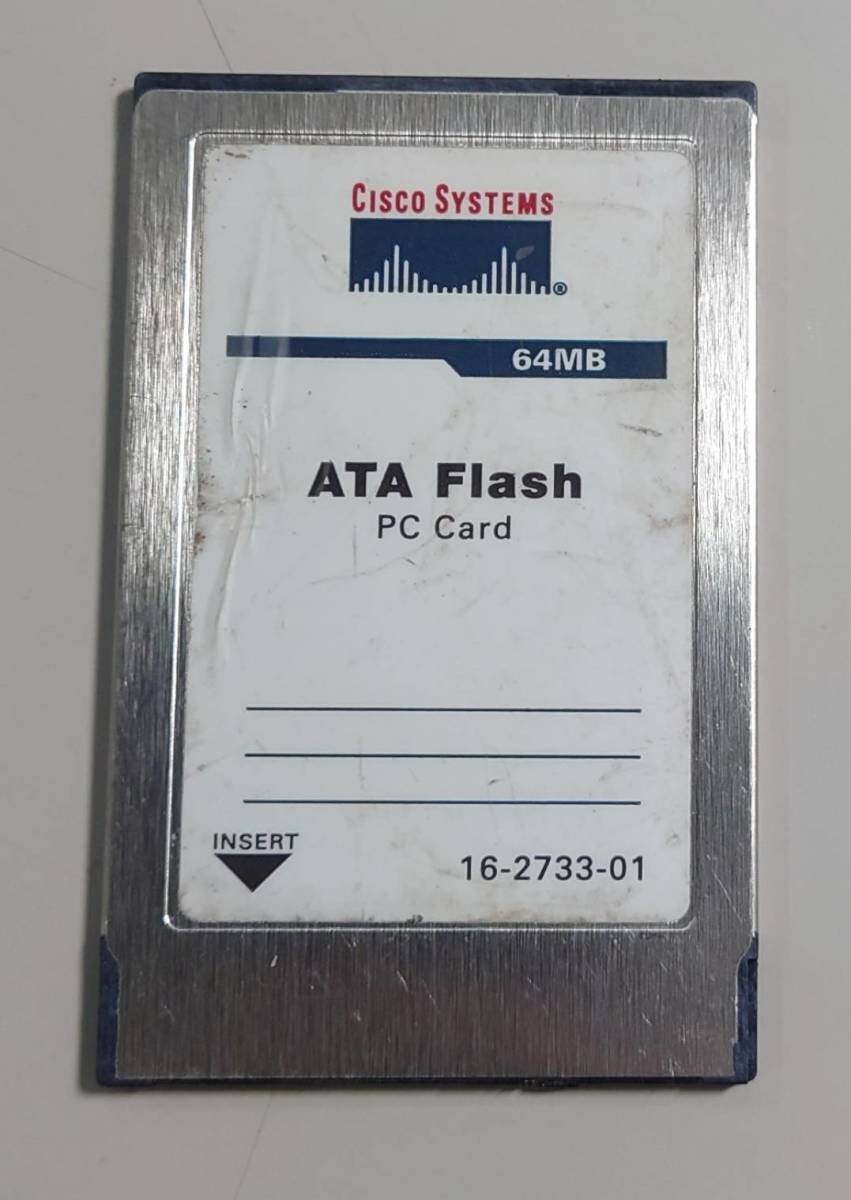 CISCO SYSTEMS
®
64MB
ATA Flash
PC Card
INSERT
16-2733-01